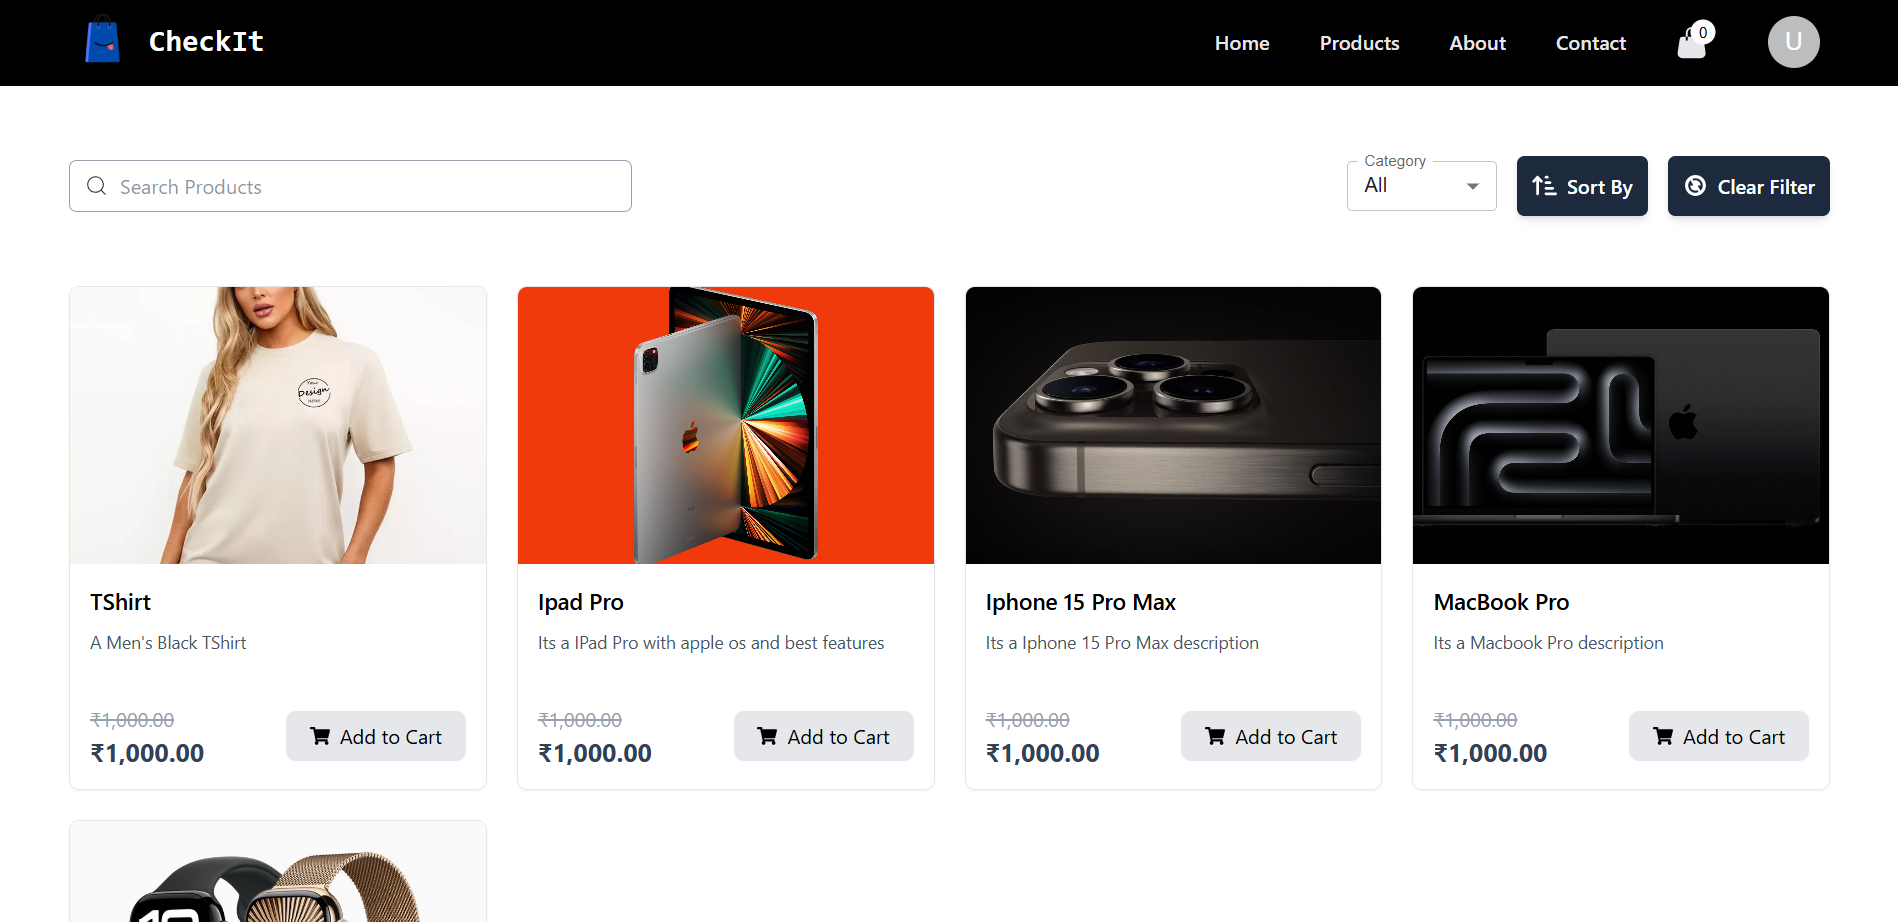 CheckIt
Home
Products
About
Contact
0
U
Search Products
Category
All
Sort By
Clear Filter
Your
Design
HERE
TShirt
A Men's Black TShirt
₹1,000.00
₹1,000.00
Add to Cart
Ipad Pro
Its a IPad Pro with apple os and best features
₹1,000.00
₹1,000.00
Add to Cart
Iphone 15 Pro Max
Its a Iphone 15 Pro Max description
₹1,000.00
₹1,000.00
Add to Cart
MacBook Pro
Its a Macbook Pro description
₹1,000.00
₹1,000.00
Add to Cart